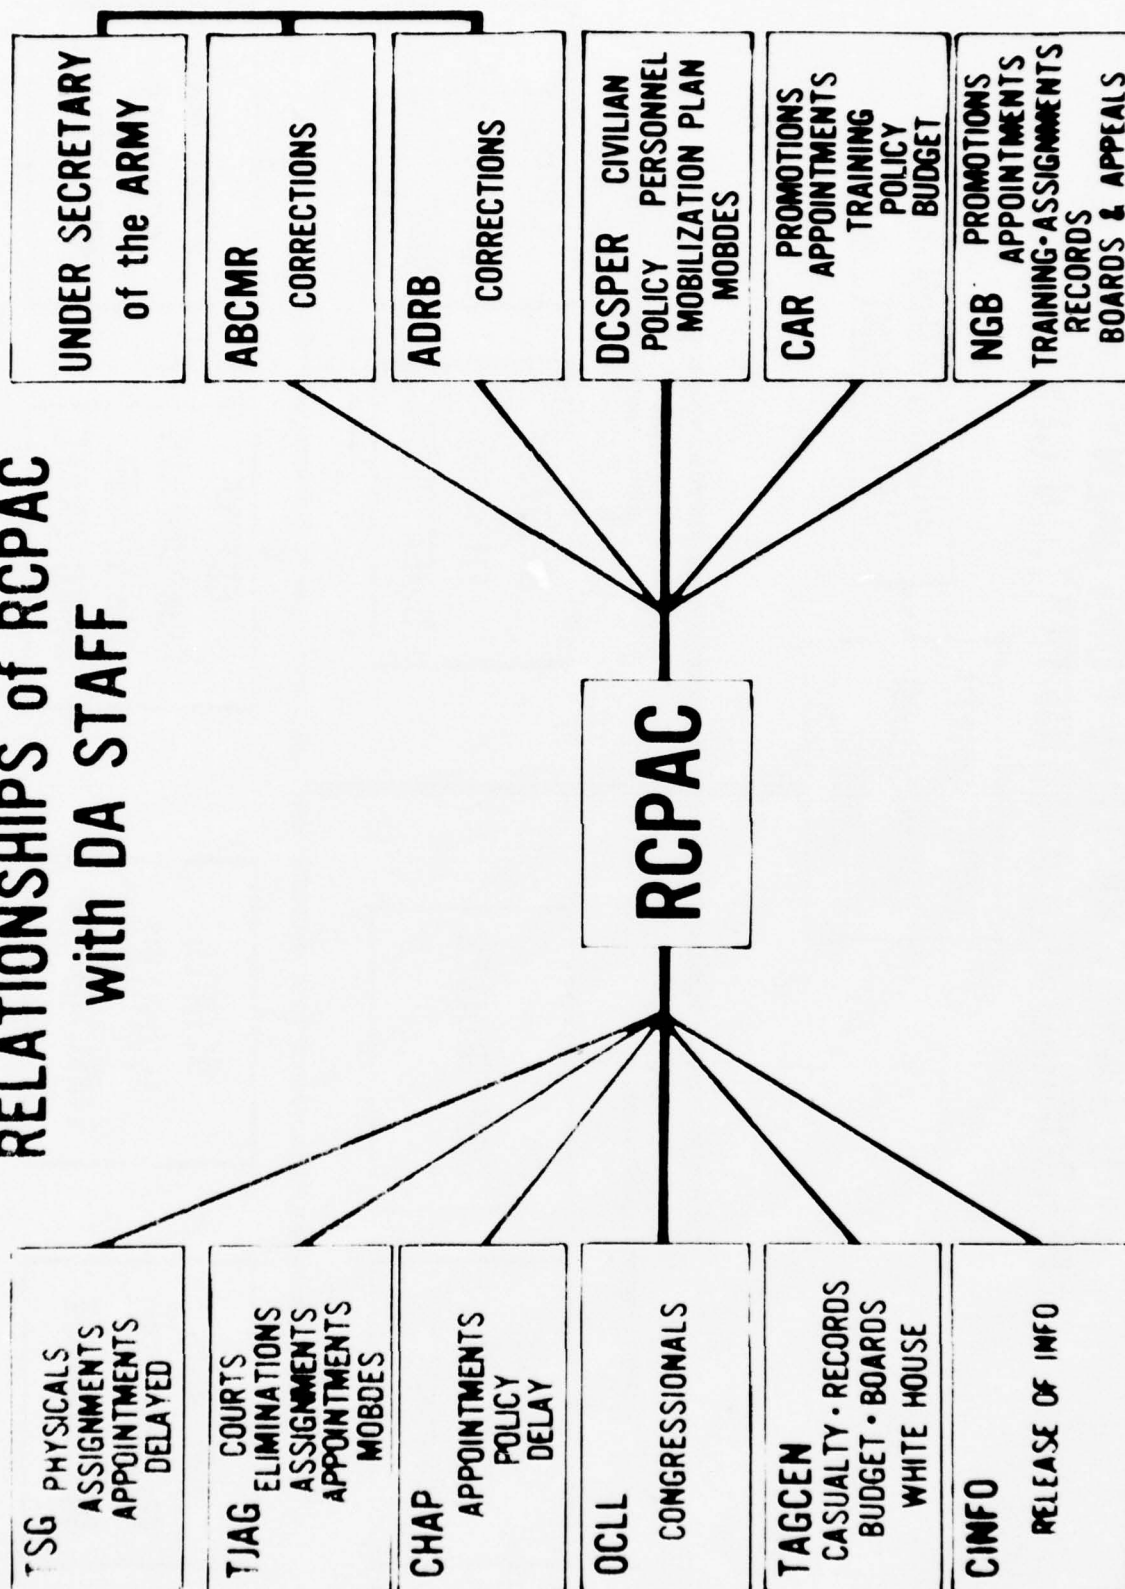 RELATIONSHIPS of RCPAC
with DA STAFF
TSG PHYSICALS
ASSIGNMENTS
APPOINTMENTS
DELAYED
TJAG COURTS
ELIMINATIONS
ASSIGNMENTS
APPOINTMENTS
MOBDES
CHAP
APPOINTMENTS
POLICY
DELAY
OCLL
CONGRESSIONALS
TAGCEN
CASUALTY • RECORDS
BUDGET • BOARDS
WHITE HOUSE
CINFO
RELEASE OF INFO
RCPAC
UNDER SECRETARY
of the ARMY
ABCMR
CORRECTIONS
ADRB
CORRECTIONS
DCSPER CIVILIAN
POLICY PERSONNEL
MOBILIZATION PLAN
MOBDES
CAR PROMOTIONS
APPOINTMENTS
TRAINING
POLICY
BUDGET
NGB PROMOTIONS
APPOINTMENTS
TRAINING•ASSIGNMENTS
RECORDS
BOARDS & APPEALS